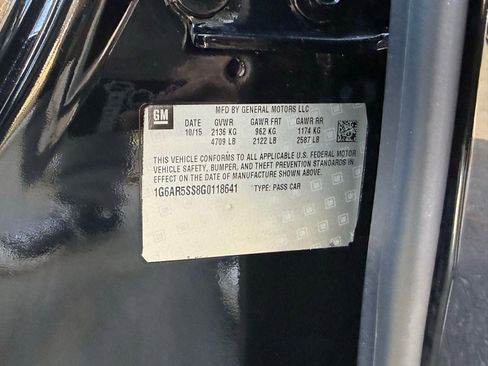 GM
MFD BY GENERAL MOTORS LLC
DATE GVWR GAWR FRT GAWR RR
10/15 2136 KG 962 KG 1174 KG
4709 LB 2122 LB 2587 LB
THIS VEHICLE CONFORMS TO ALL APPLICABLE U.S. FEDERAL MOTOR
VEHICLE SAFETY, BUMPER, AND THEFT PREVENTION STANDARDS IN
EFFECT ON THE DATE OF MANUFACTURE SHOWN ABOVE.
1G6AR5SS8G0118641 TYPE: PASS CAR